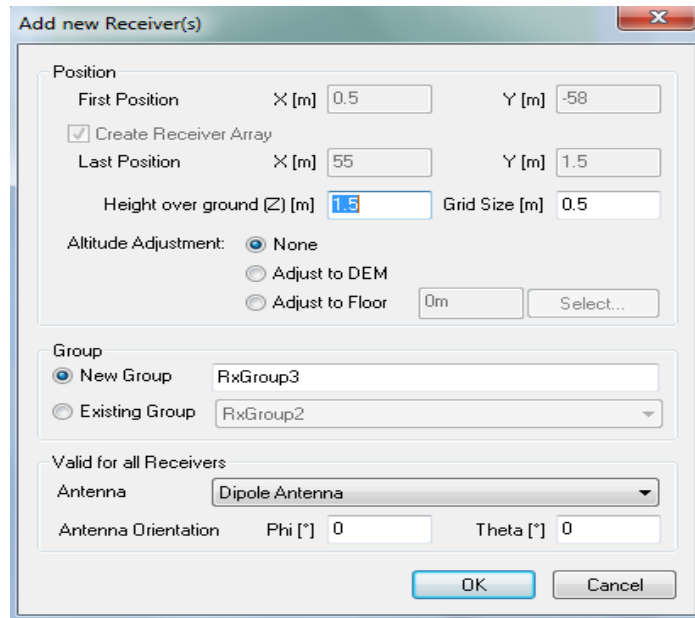 Add new Receiver(s)
Position
First Position X [m] 0.5 Y [m] -58
Create Receiver Array
Last Position X [m] 55 Y [m] 1.5
Height over ground (Z) [m] 1.5 Grid Size [m] 0.5
Altitude Adjustment: None
Adjust to DEM
Adjust to Floor 0m Select...
Group
New Group RxGroup3
Existing Group RxGroup2
Valid for all Receivers
Antenna Dipole Antenna
Antenna Orientation Phi [°] 0 Theta [°] 0
OK Cancel